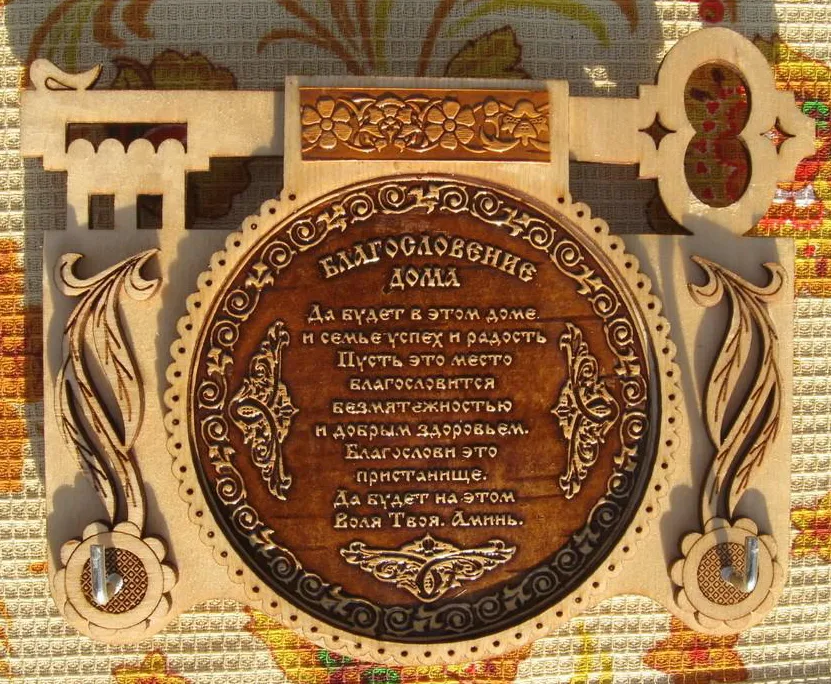 БЛАГОСЛОВЕНИЕ
ДОМА
Да будет в этом доме.
и семье успех и радость
Пусть это место
благословится
безмятежностью
и добрым здоровьем.
Благослови это
пристанище.
Да будет на этом
Воля Твоя. Аминь.